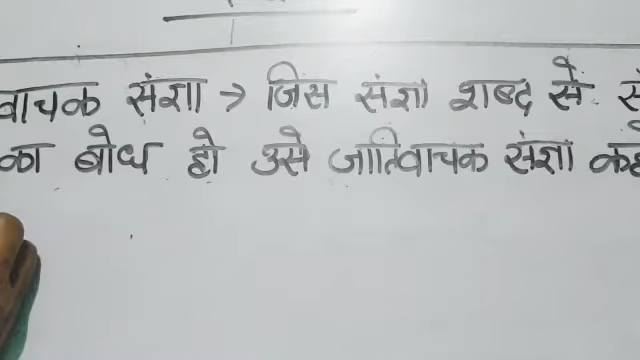 वाचक संज्ञा → जिस संज्ञा शब्द से
का बोध हो उसे जातिवाचक संज्ञा